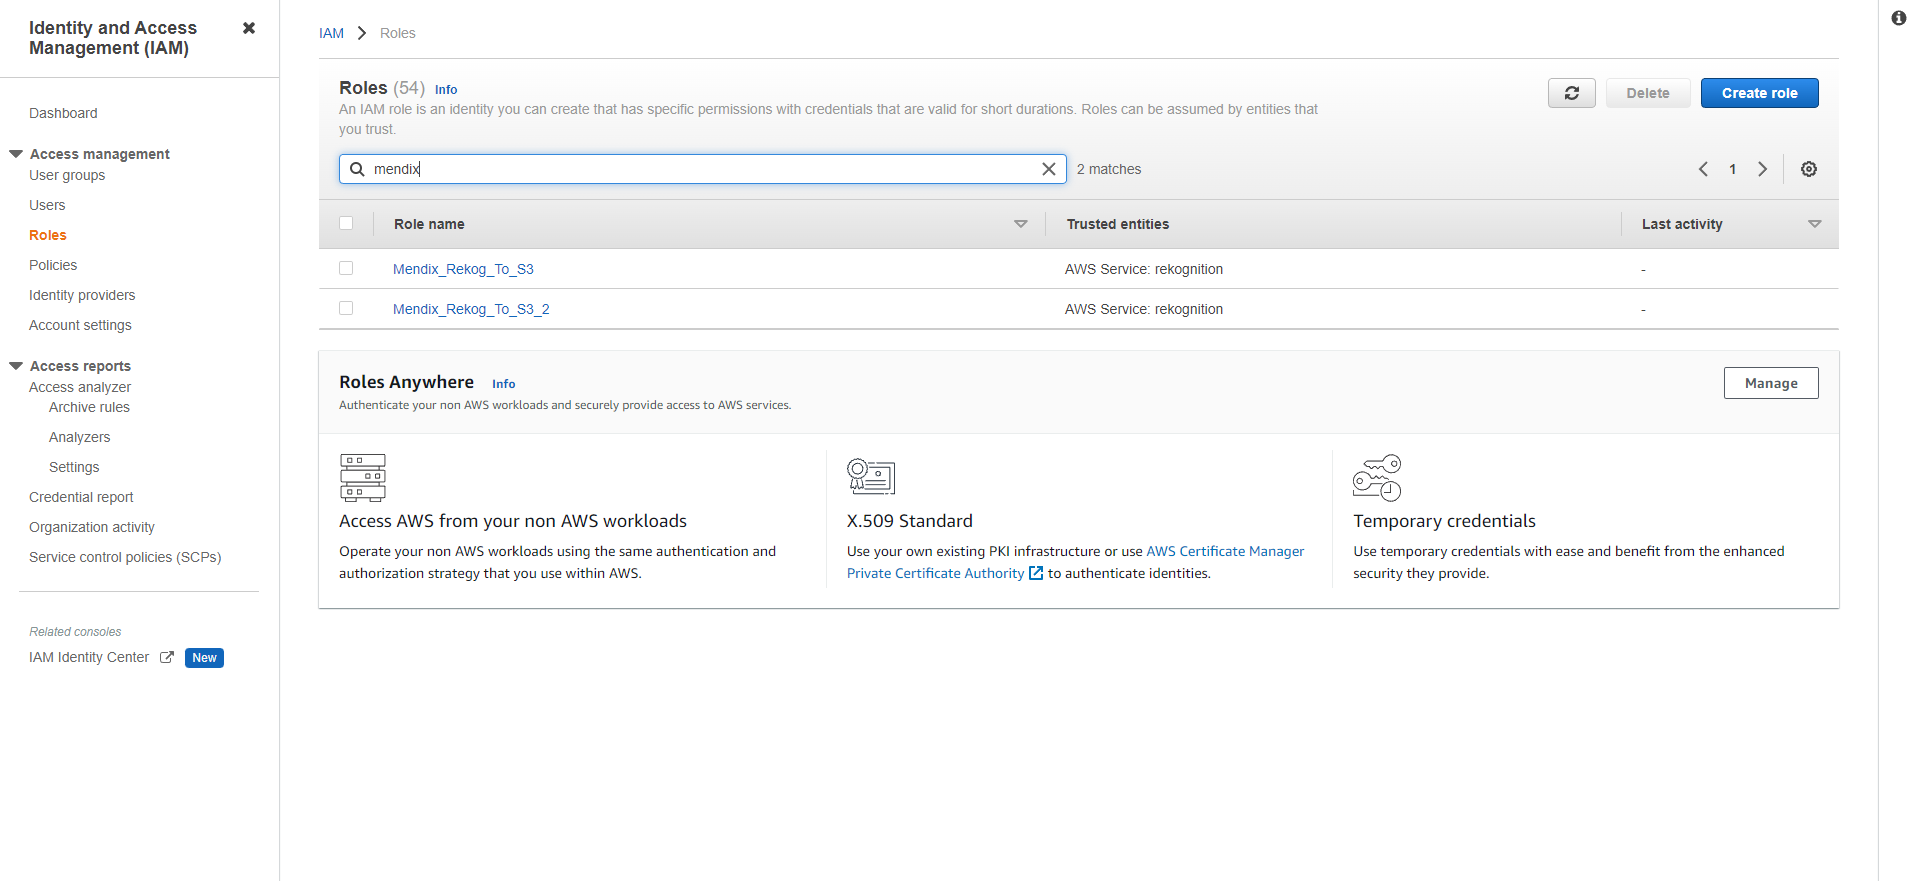 Identity and Access
Management (IAM)
Dashboard
Access management
User groups
Users
Roles
Policies
Identity providers
Account settings
Access reports
Access analyzer
Archive rules
Analyzers
Settings
Credential report
Organization activity
Service control policies (SCPs)
Related consoles
IAM Identity Center New
IAM Roles
Roles (54) Info
An IAM role is an identity you can create that has specific permissions with credentials that are valid for short durations. Roles can be assumed by entities that
you trust.
Delete
Create role
mendix
2 matches
1
Role name Trusted entities Last activity
Mendix_Rekog_To_S3 AWS Service: rekognition -
Mendix_Rekog_To_S3_2 AWS Service: rekognition -
Roles Anywhere Info
Authenticate your non AWS workloads and securely provide access to AWS services.
Manage
Access AWS from your non AWS workloads
Operate your non AWS workloads using the same authentication and
authorization strategy that you use within AWS.
X.509 Standard
Use your own existing PKI infrastructure or use AWS Certificate Manager
Private Certificate Authority to authenticate identities.
Temporary credentials
Use temporary credentials with ease and benefit from the enhanced
security they provide.